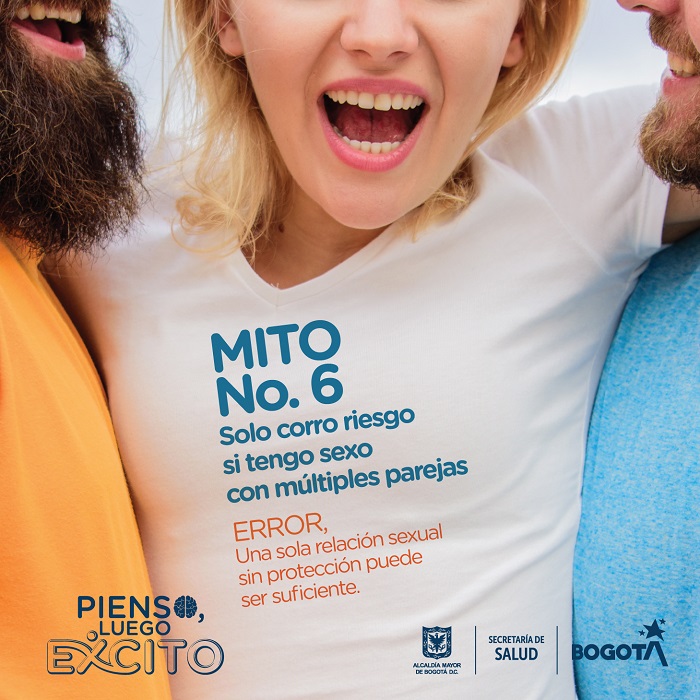 MITO
No. 6
Solo corro riesgo
si tengo sexo
con múltiples parejas
ERROR,
Una sola relación sexual
sin protección puede
ser suficiente.
PIENSO,
LUEGO
EXCITO
ALCALDÍA MAYOR
DE BOGOTÁ D.C.
SECRETARÍA DE
SALUD
BOGOTÁ